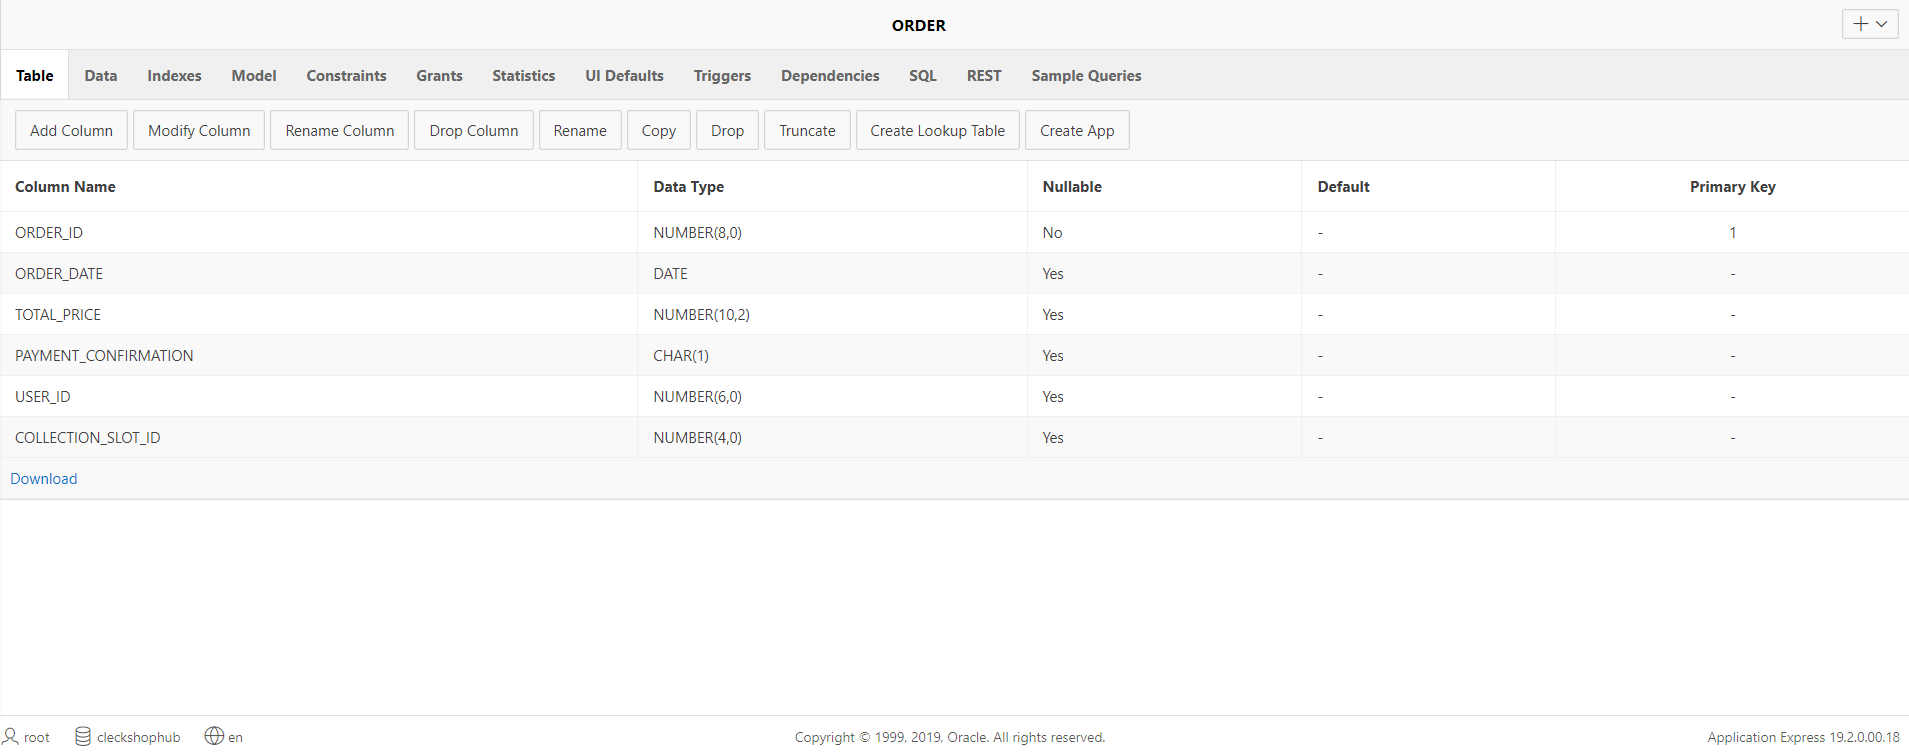 ORDER
Table Data Indexes Model Constraints Grants Statistics UI Defaults Triggers Dependencies SQL REST Sample Queries
Add Column Modify Column Rename Column Drop Column Rename Copy Drop Truncate Create Lookup Table Create App
Column Name Data Type Nullable Default Primary Key
ORDER_ID NUMBER(8,0) No - 1
ORDER_DATE DATE Yes - -
TOTAL_PRICE NUMBER(10,2) Yes - -
PAYMENT_CONFIRMATION CHAR(1) Yes - -
USER_ID NUMBER(6,0) Yes - -
COLLECTION_SLOT_ID NUMBER(4,0) Yes - -
Download
root cleckshophub en Copyright © 1999, 2019, Oracle. All rights reserved. Application Express 19.2.0.00.18